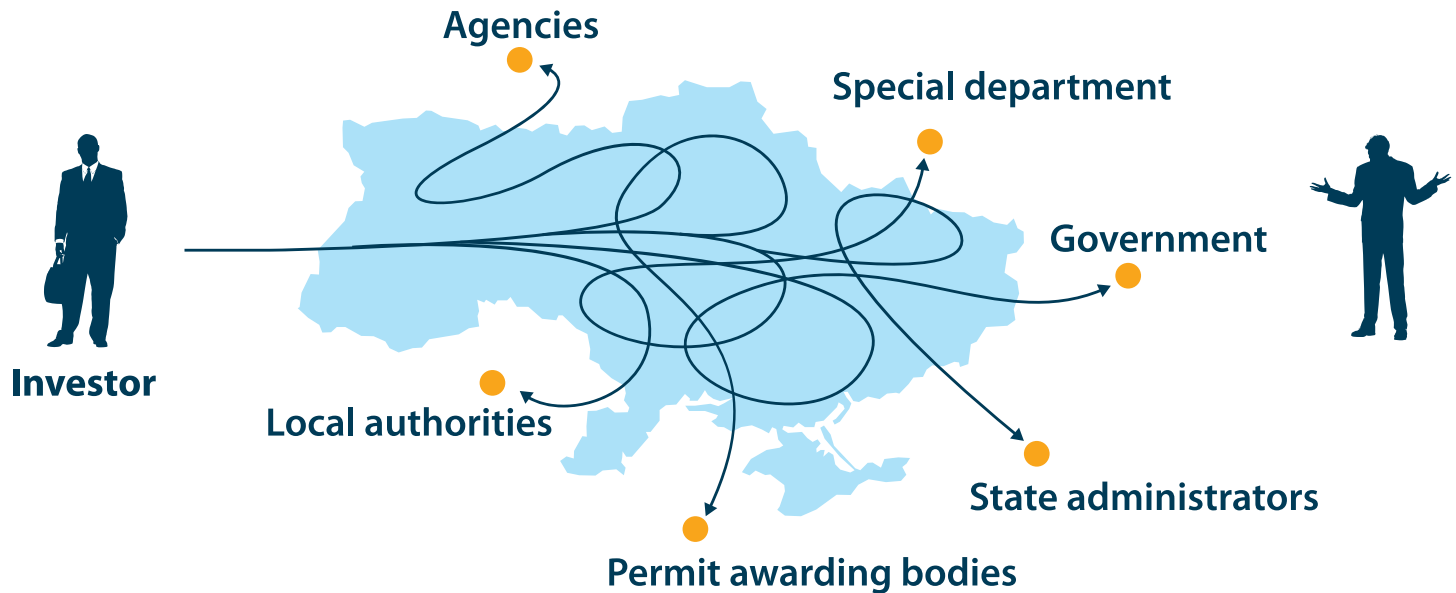 Agencies
Special department
Government
Investor
Local authorities
State administrators
Permit awarding bodies